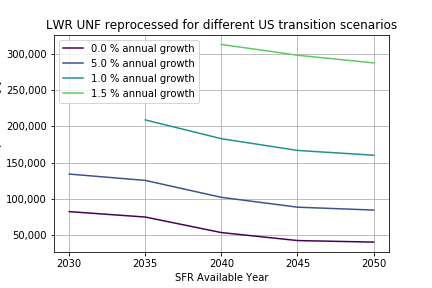 LWR UNF reprocessed for different US transition scenarios
0.0 % annual growth
5.0 % annual growth
1.0 % annual growth
1.5 % annual growth
300,000
200,000
150,000
100,000
50,000
2030
2035
2040
2045
2050
SFR Available Year